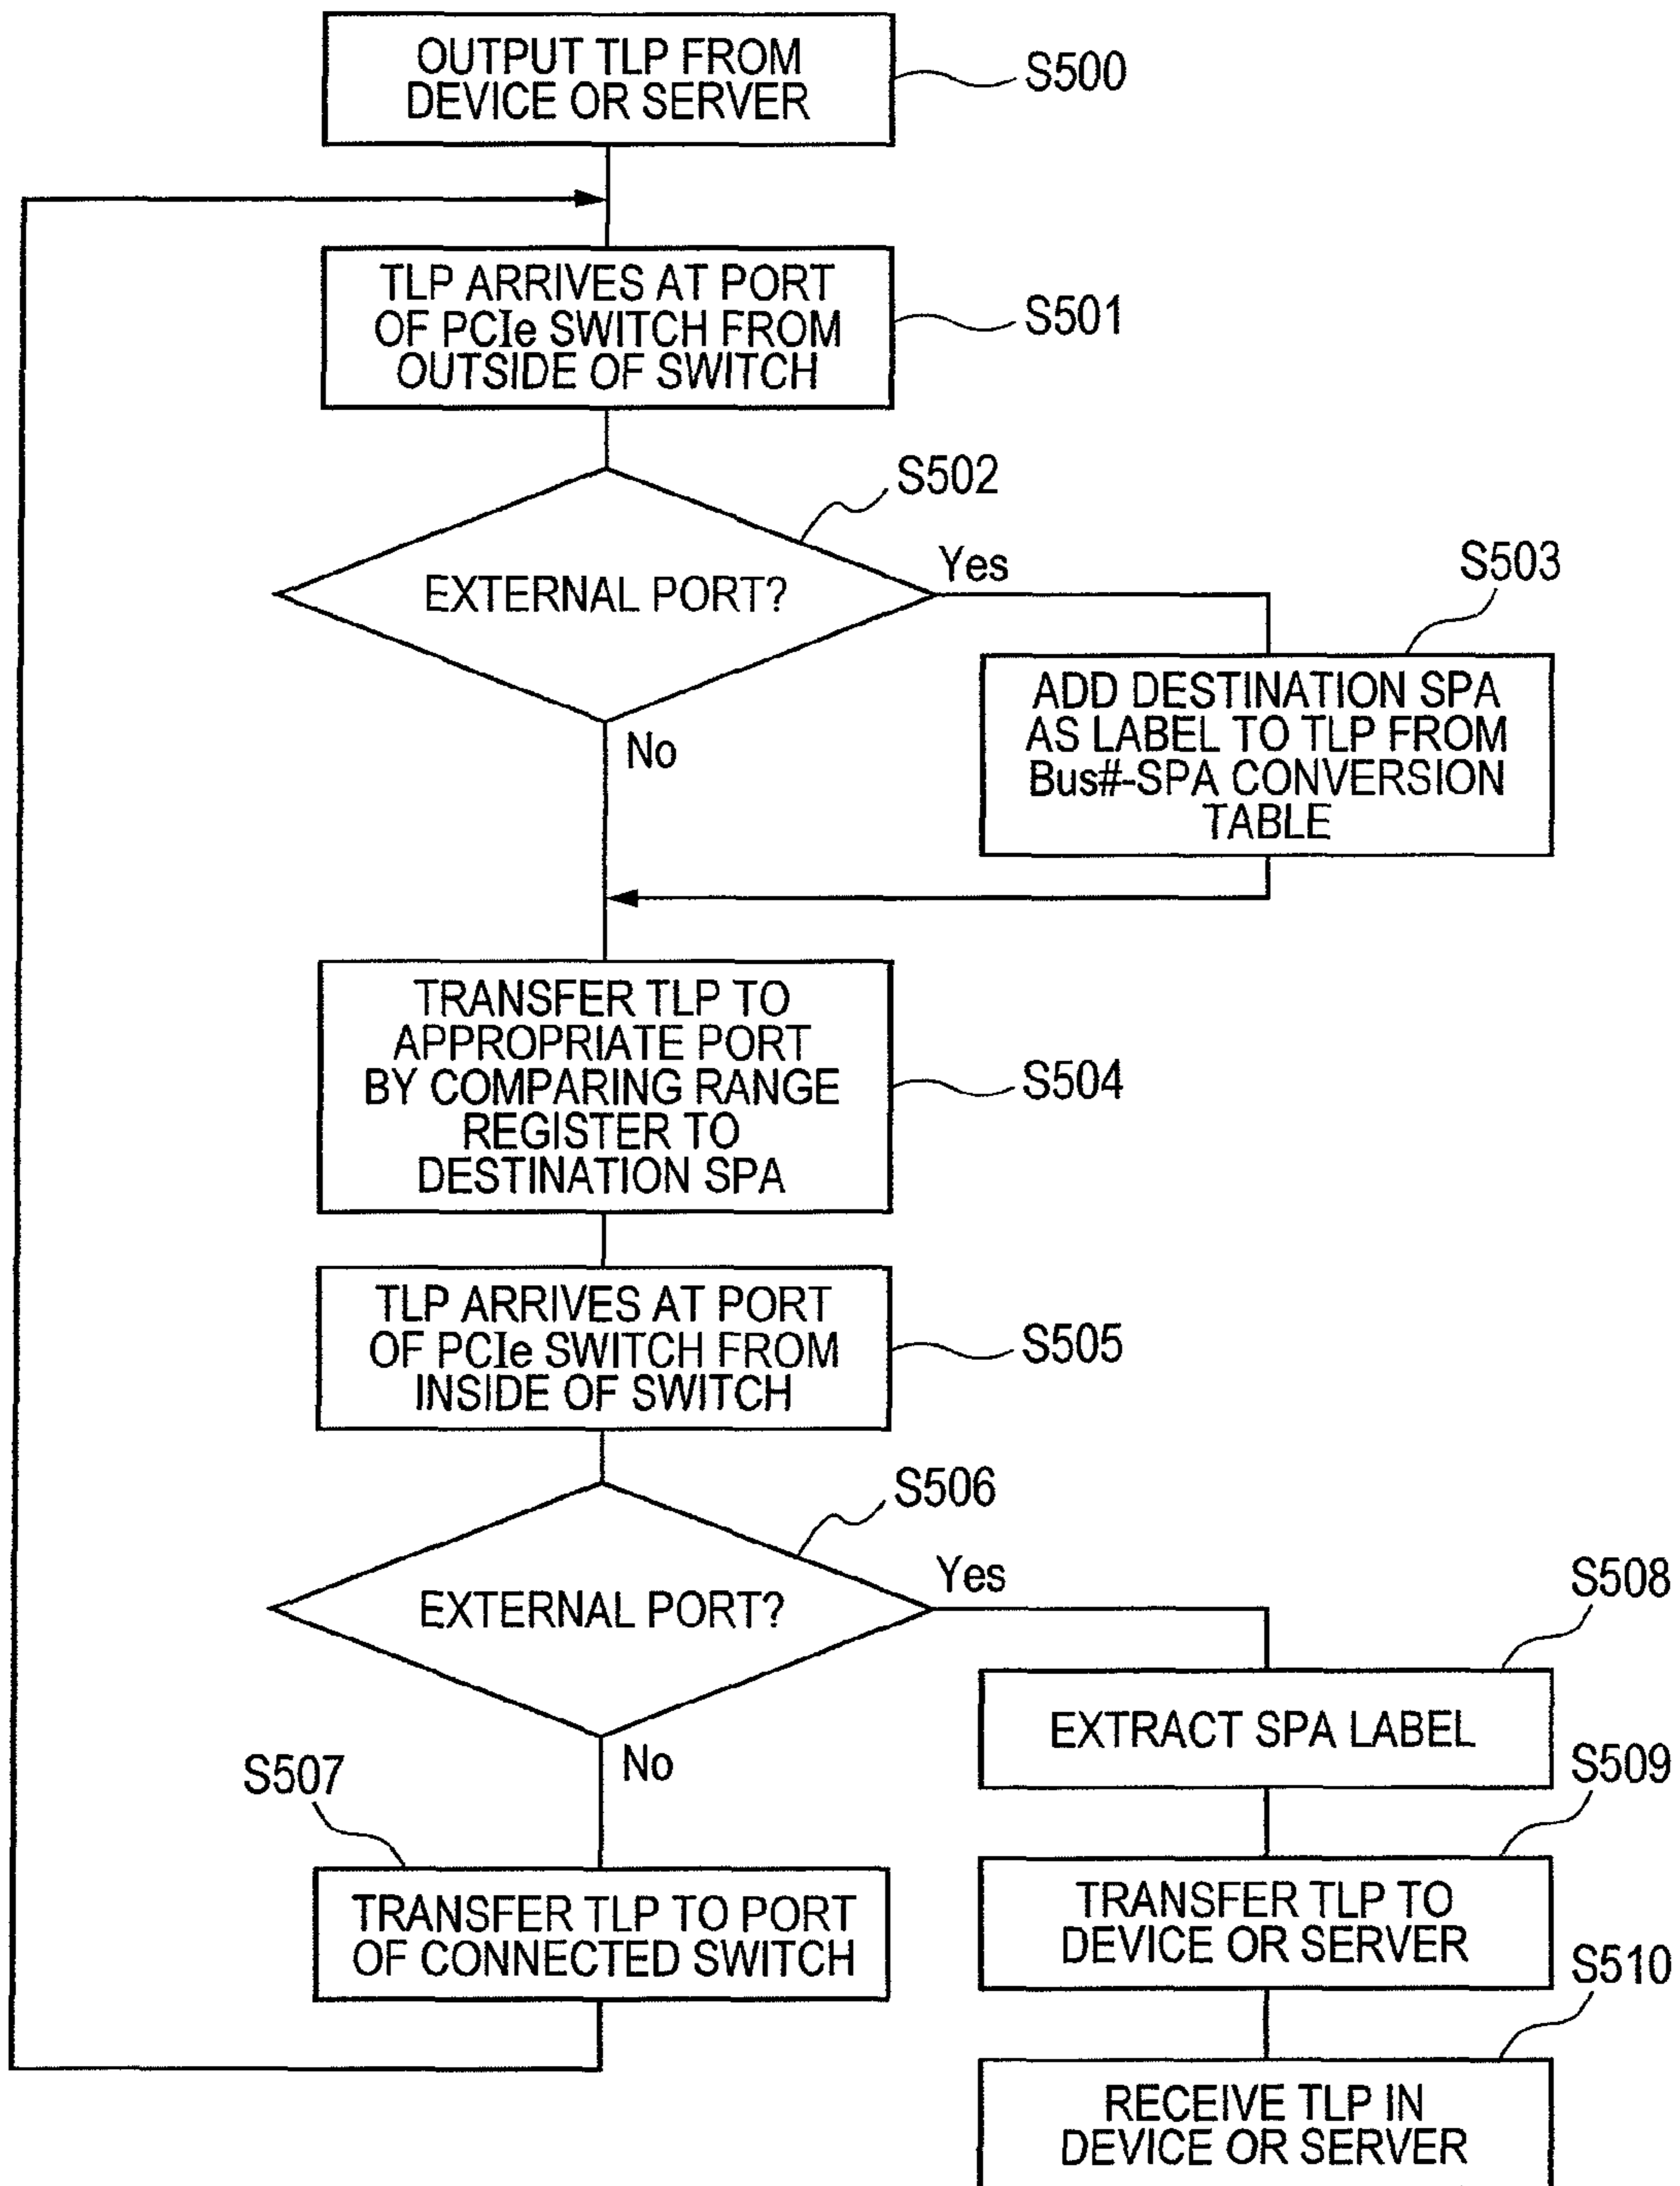 OUTPUT TLP FROM
DEVICE OR SERVER
S500
TLP ARRIVES AT PORT
OF PCIe SWITCH FROM
OUTSIDE OF SWITCH
S501
S502
EXTERNAL PORT?
Yes
No
S503
ADD DESTINATION SPA
AS LABEL TO TLP FROM
Bus#-SPA CONVERSION
TABLE
TRANSFER TLP TO
APPROPRIATE PORT
BY COMPARING RANGE
REGISTER TO
DESTINATION SPA
S504
TLP ARRIVES AT PORT
OF PCIe SWITCH FROM
INSIDE OF SWITCH
S505
S506
EXTERNAL PORT?
Yes
No
S507
TRANSFER TLP TO PORT
OF CONNECTED SWITCH
S508
EXTRACT SPA LABEL
S509
TRANSFER TLP TO
DEVICE OR SERVER
S510
RECEIVE TLP IN
DEVICE OR SERVER